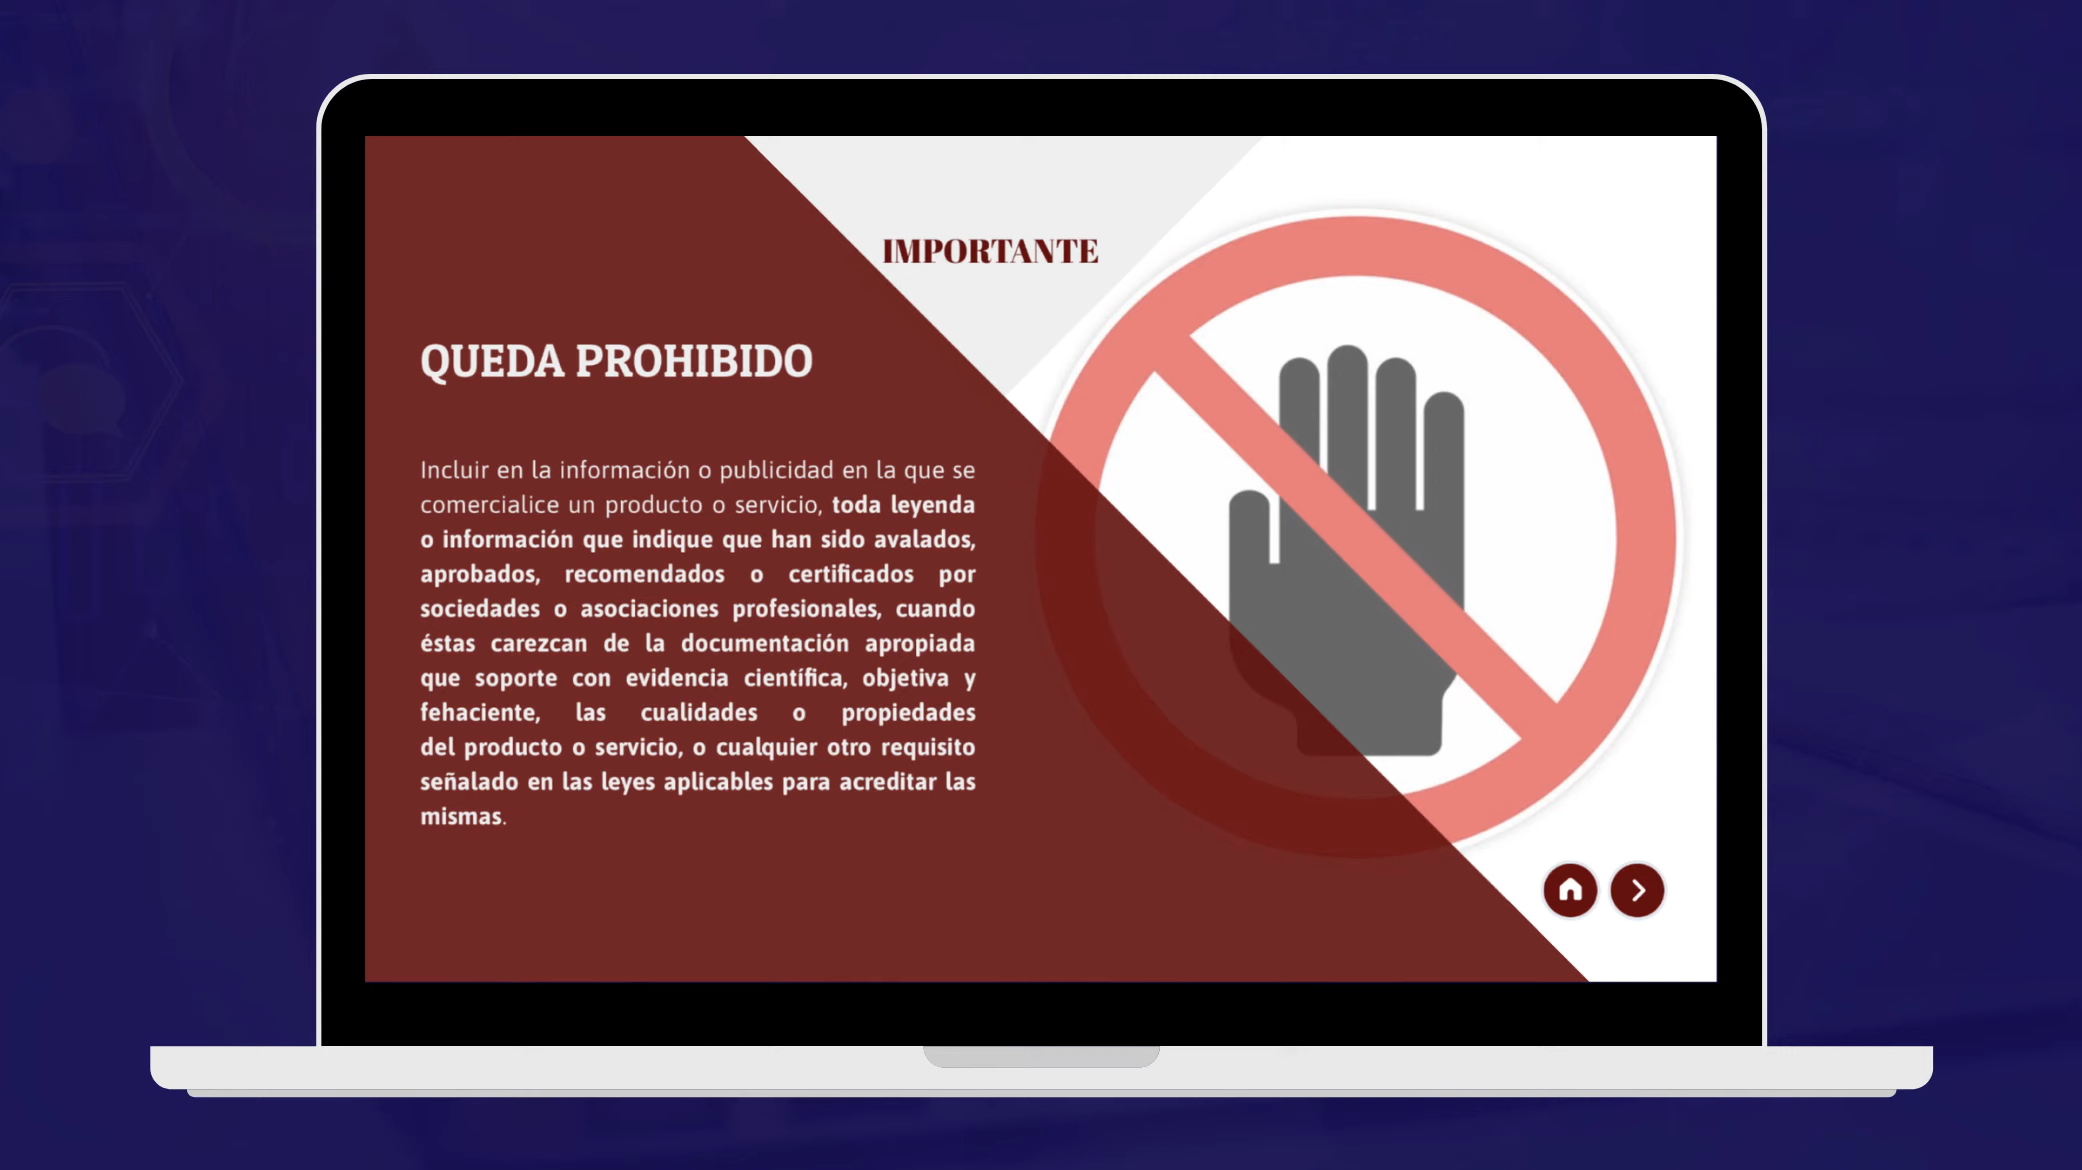 IMPORTANTE
QUEDA PROHIBIDO
Incluir en la información o publicidad en la que se
comercialice un producto o servicio, toda leyenda
o información que indique que han sido avalados,
aprobados, recomendados o certificados por
sociedades o asociaciones profesionales, cuando
éstas carezcan de la documentación apropiada
que soporte con evidencia científica, objetiva y
fehaciente, las cualidades o propiedades
del producto o servicio, o cualquier otro requisito
señalado en las leyes aplicables para acreditar las
mismas.